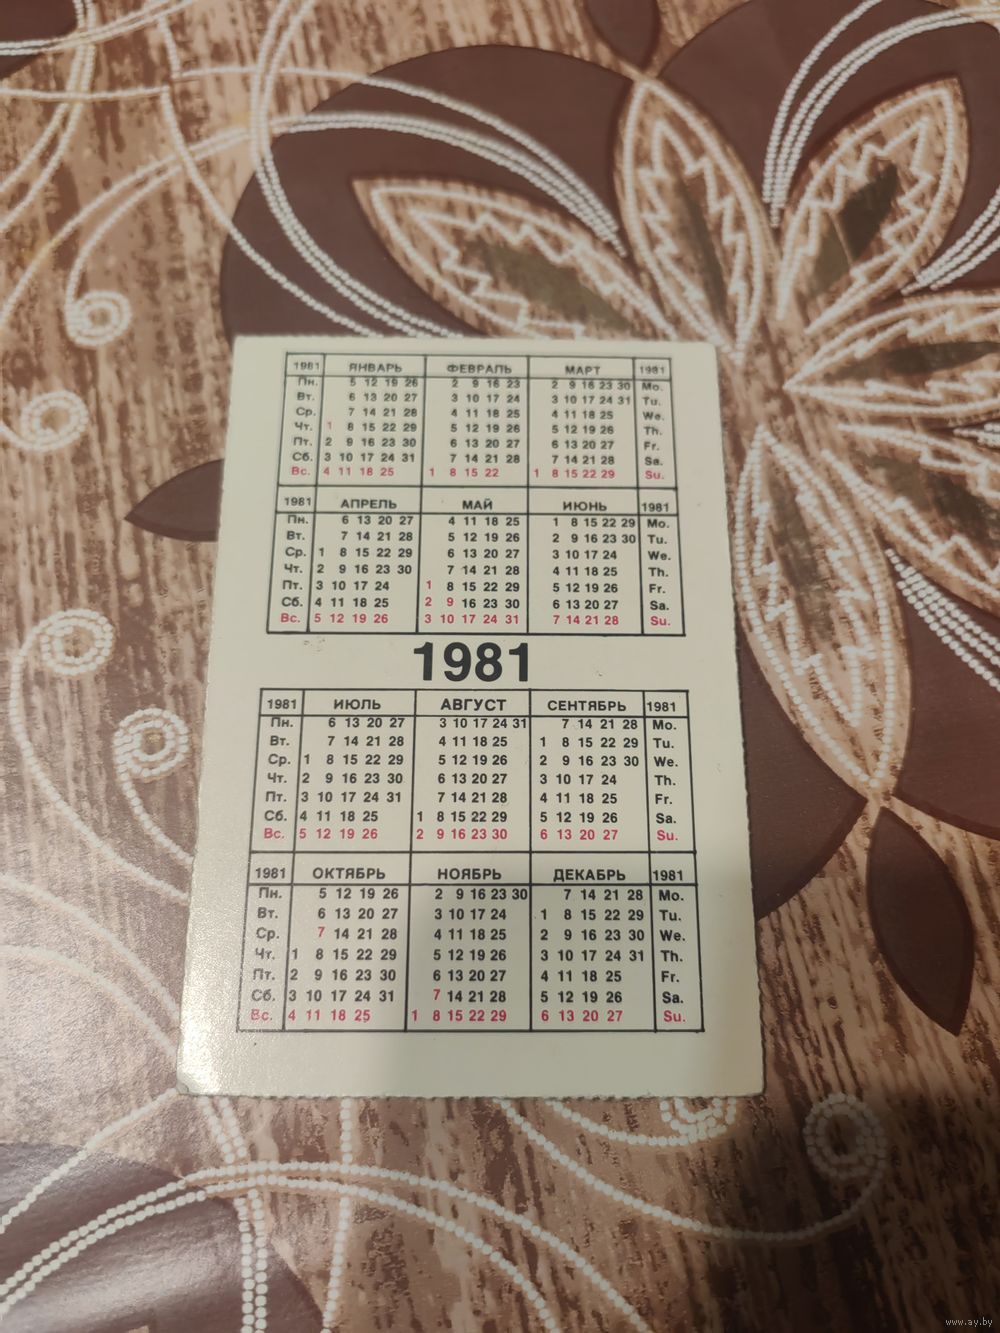 1981 ЯНВАРЬ ФЕВРАЛЬ МАРТ 1981
Пн. 5 12 19 26 2 9 16 23 2 9 16 23 30 Mo.
Вт. 6 13 20 27 3 10 17 24 3 10 17 24 31 Tu.
Ср. 7 14 21 28 4 11 18 25 4 11 18 25 We.
Чт. 1 8 15 22 29 5 12 19 26 5 12 19 26 Th.
Пт. 2 9 16 23 30 6 13 20 27 6 13 20 27 Fr.
Сб. 3 10 17 24 31 7 14 21 28 7 14 21 28 Sa.
Вс. 4 11 18 25 1 8 15 22 1 8 15 22 29 Su.
1981 АПРЕЛЬ МАЙ ИЮНЬ 1981
Пн. 6 13 20 27 4 11 18 25 1 8 15 22 29 Mo.
Вт. 7 14 21 28 5 12 19 26 2 9 16 23 30 Tu.
Ср. 1 8 15 22 29 6 13 20 27 3 10 17 24 We.
Чт. 2 9 16 23 30 7 14 21 28 4 11 18 25 Th.
Пт. 3 10 17 24 1 8 15 22 29 5 12 19 26 Fr.
Сб. 4 11 18 25 2 9 16 23 30 6 13 20 27 Sa.
Вс. 5 12 19 26 3 10 17 24 31 7 14 21 28 Su.
1981
1981 ИЮЛЬ АВГУСТ СЕНТЯБРЬ 1981
Пн. 6 13 20 27 3 10 17 24 31 7 14 21 28 Mo.
Вт. 7 14 21 28 4 11 18 25 1 8 15 22 29 Tu.
Ср. 1 8 15 22 29 5 12 19 26 2 9 16 23 30 We.
Чт. 2 9 16 23 30 6 13 20 27 3 10 17 24 Th.
Пт. 3 10 17 24 31 7 14 21 28 4 11 18 25 Fr.
Сб. 4 11 18 25 1 8 15 22 29 5 12 19 26 Sa.
Вс. 5 12 19 26 2 9 16 23 30 6 13 20 27 Su.
1981 ОКТЯБРЬ НОЯБРЬ ДЕКАБРЬ 1981
Пн. 5 12 19 26 2 9 16 23 30 7 14 21 28 Mo.
Вт. 6 13 20 27 3 10 17 24 1 8 15 22 29 Tu.
Ср. 7 14 21 28 4 11 18 25 2 9 16 23 30 We.
Чт. 1 8 15 22 29 5 12 19 26 3 10 17 24 31 Th.
Пт. 2 9 16 23 30 6 13 20 27 4 11 18 25 Fr.
Сб. 3 10 17 24 31 7 14 21 28 5 12 19 26 Sa.
Вс. 4 11 18 25 1 8 15 22 29 6 13 20 27 Su.
www.ay.by